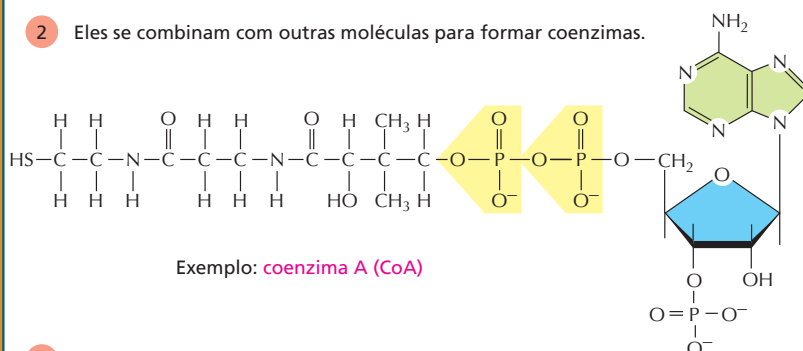 2 Eles se combinam com outras moléculas para formar coenzimas.
NH2
N N
N N
H H O H H O H CH3 H O O
HS–C–C–N–C–C–C–N–C–C–C–C–O–P–O–P–O–CH2 O
H H H H H H HO CH3 H O– O–
Exemplo: coenzima A (CoA)
O OH
O=P–O–
O–